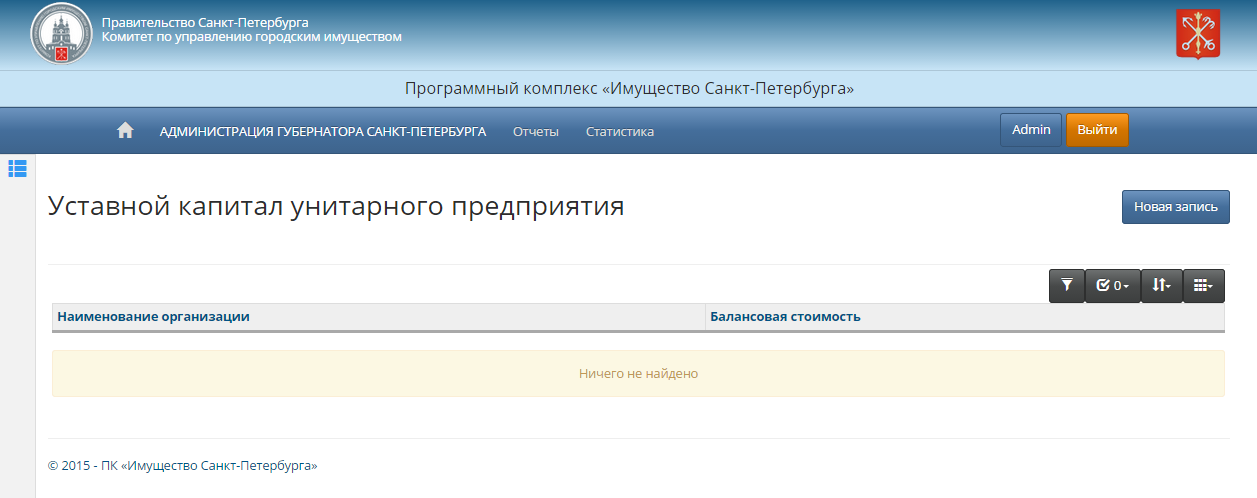 Правительство Санкт-Петербурга
Комитет по управлению городским имуществом
Программный комплекс «Имущество Санкт-Петербурга»
АДМИНИСТРАЦИЯ ГУБЕРНАТОРА САНКТ-ПЕТЕРБУРГА Отчеты Статистика Admin Выйти
Уставной капитал унитарного предприятия Новая запись
0
Наименование организации Балансовая стоимость
Ничего не найдено
© 2015 - ПК «Имущество Санкт-Петербурга»